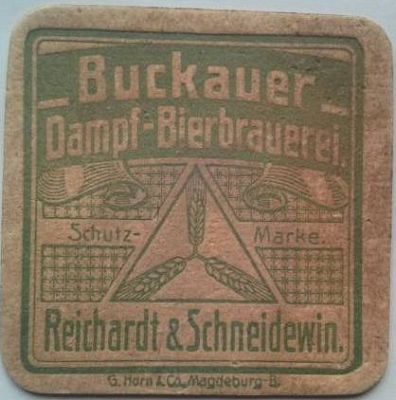 Buckauer
Dampf-Bierbrauerei.
Schutz-Marke.
Reichardt & Schneidewin.
G. Horn & Co, Magdeburg-B.